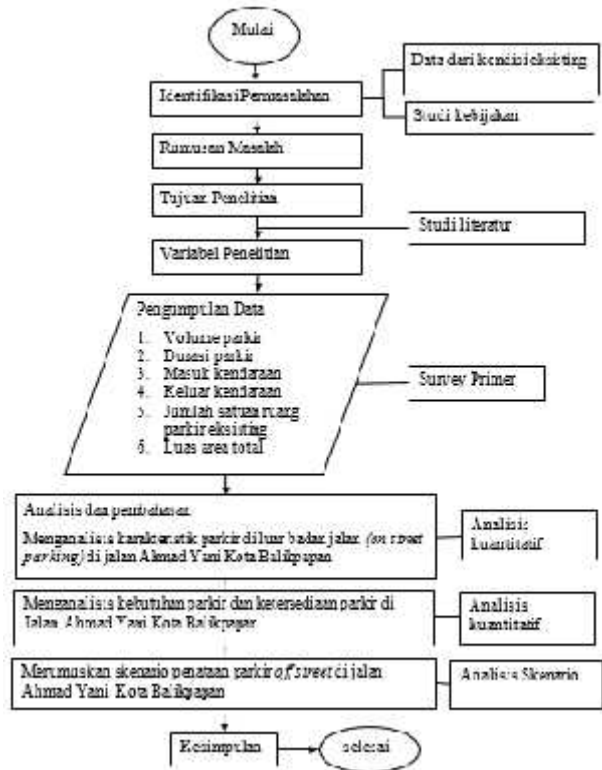 Mulai
Data dari kondisi eksisting
Identifikasi Permasalahan
Studi kebijakan
Rumusan Masalah
Tujuan Penelitian
Studi literatur
Variabel Penelitian
Pengumpulan Data
1. Volume parkir
2. Durasi parkir
3. Masuk kendaraan
4. Keluar kendaraan
5. Jumlah satuan ruang
parkir eksisting
6. Luas area total
Survey Primer
Analisis dan pembahasan
Menganalisis karakteristik parkir di luar badan jalan (on street
parking) di jalan Ahmad Yani Kota Balikpapan
Analisis
kuantitatif
Menganalisis kebutuhan parkir dan ketersediaan parkir di
Jalan Ahmad Yani Kota Balikpapan
Analisis
kuantitatif
Merumuskan skenario penataan parkir off street di jalan
Ahmad Yani Kota Balikpapan
Analisis Skenario
Kesimpulan
selesai